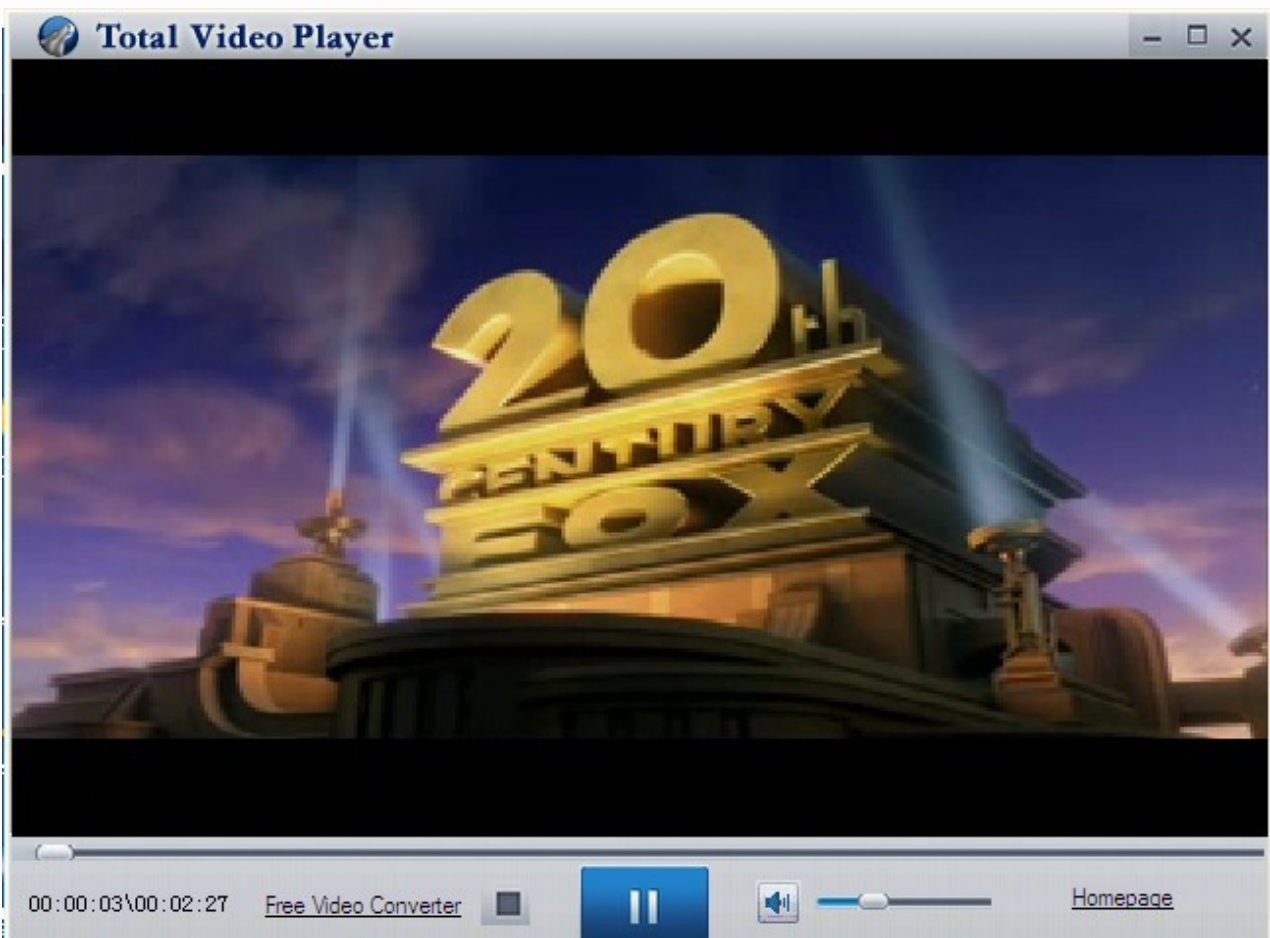 Total Video Player
20th
CENTURY
FOX
00:00:03\00:02:27
Free Video Converter
Homepage